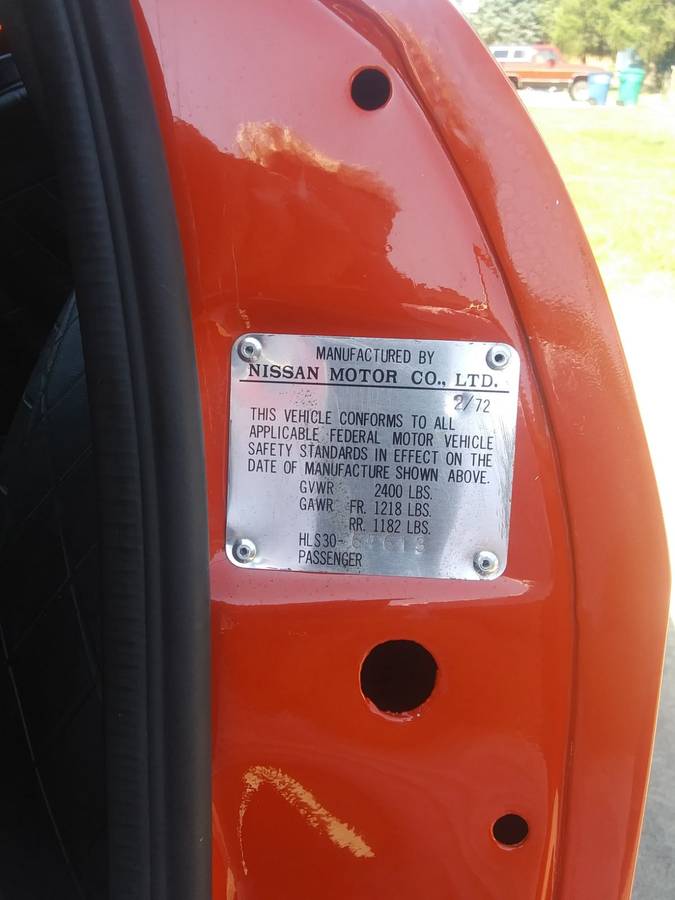 MANUFACTURED BY
NISSAN MOTOR CO., LTD.
2/72
THIS VEHICLE CONFORMS TO ALL
APPLICABLE FEDERAL MOTOR VEHICLE
SAFETY STANDARDS IN EFFECT ON THE
DATE OF MANUFACTURE SHOWN ABOVE.
GVWR 2400 LBS.
GAWR FR. 1218 LBS.
RR. 1182 LBS.
HLS30-
PASSENGER